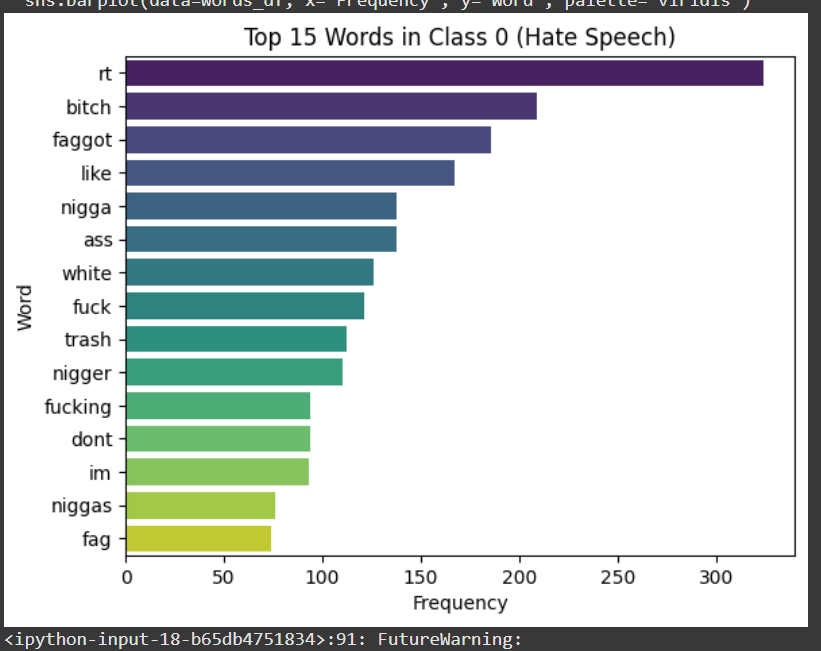 sns.barplot(data=words_df, x='Frequency', y='Word', palette='viridis')
Top 15 Words in Class 0 (Hate Speech)
rt
bitch
faggot
like
nigga
ass
white
fuck
trash
nigger
fucking
dont
im
niggas
fag
Word
0 50 100 150 200 250 300
Frequency
<ipython-input-18-b65db4751834>:91: FutureWarning: